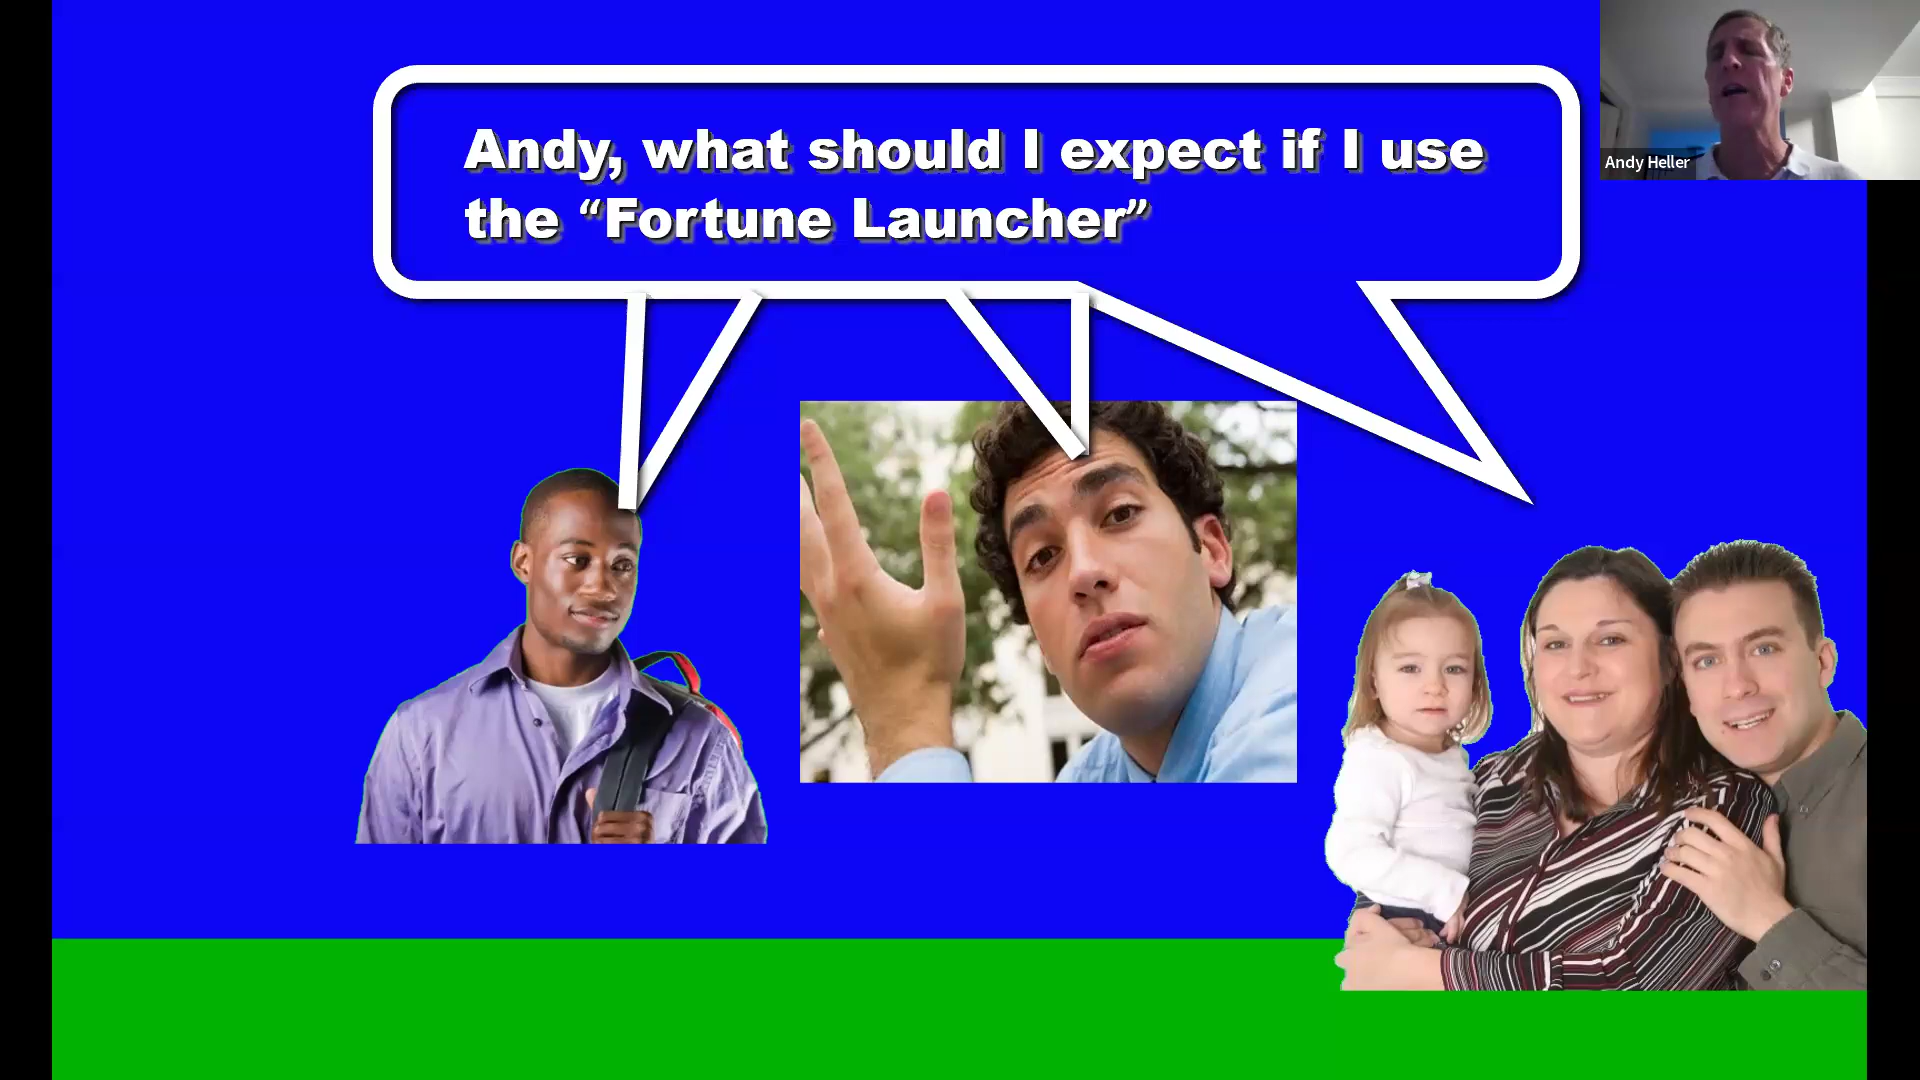 Andy, what should I expect if I use
the “Fortune Launcher”
Andy Heller